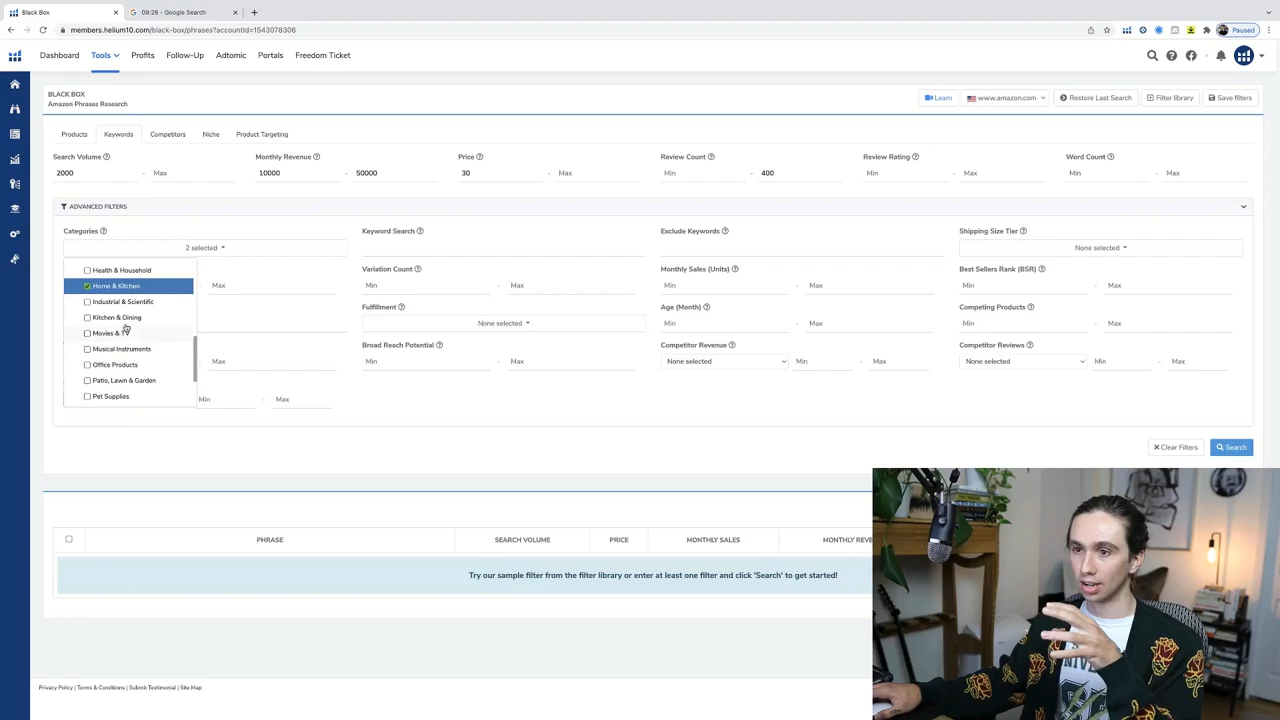 Black Box
09:28 - Google Search
members.helium10.com/black-box/phrases?accountId=1543078306
Paused
Dashboard Tools Profits Follow-Up Adtomic Portals Freedom Ticket
BLACK BOX
Amazon Phrases Research
Learn www.amazon.com Restore Last Search Filter library Save filters
Products Keywords Competitors Niche Product Targeting
Search Volume Monthly Revenue Price Review Count Review Rating Word Count
2000 - Max 10000 - 50000 30 - Max Min - 400 Min - Max Min - Max
ADVANCED FILTERS
Categories Keyword Search Exclude Keywords Shipping Size Tier
2 selected None selected
Health & Household Variation Count Monthly Sales (Units) Best Sellers Rank (BSR)
Home & Kitchen - Max Min - Max Min - Max Min - Max
Industrial & Scientific Fulfillment Age (Month) Competing Products
Kitchen & Dining None selected Min - Max Min - Max
Movies & TV
Musical Instruments Broad Reach Potential Competitor Revenue Competitor Reviews
Office Products - Max Min - Max None selected Min - Max None selected Min - Max
Patio, Lawn & Garden
Pet Supplies Min - Max
Clear Filters Search
PHRASE SEARCH VOLUME PRICE MONTHLY SALES MONTHLY REVE
Try our sample filter from the filter library or enter at least one filter and click 'Search' to get started!
Privacy Policy | Terms & Conditions | Submit Testimonial | Site Map